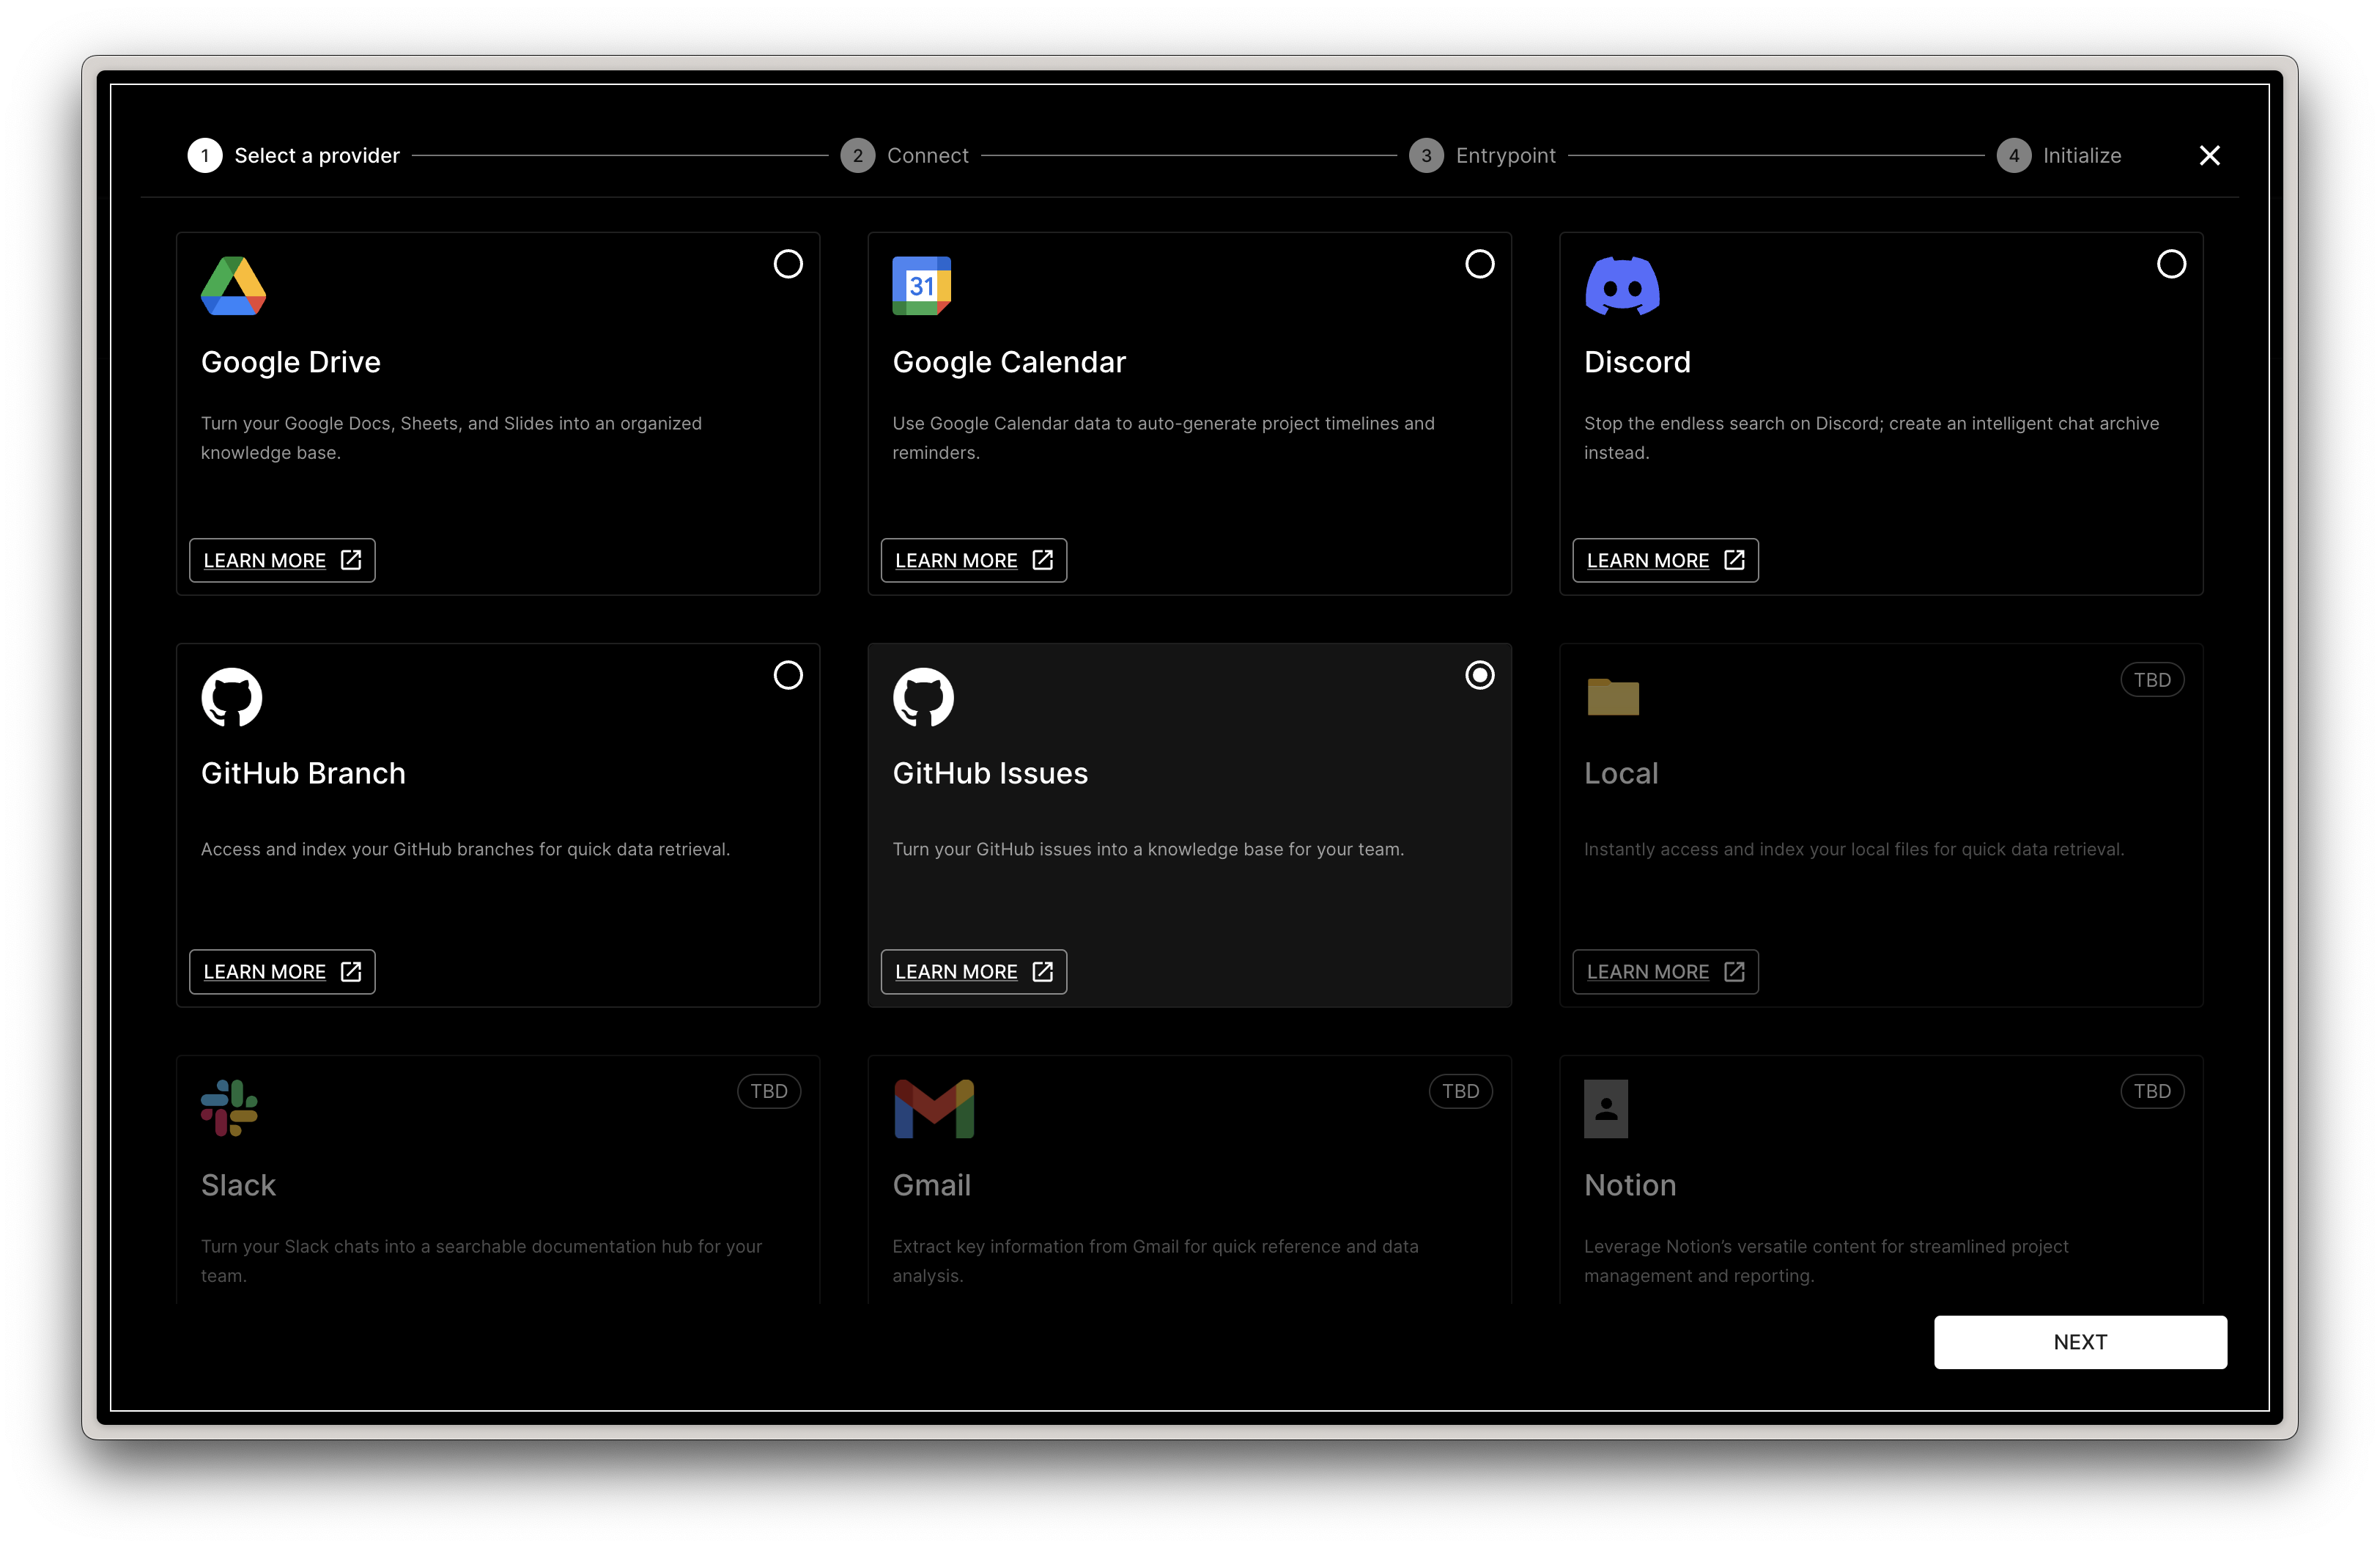 1 Select a provider 2 Connect 3 Entrypoint 4 Initialize
31
Google Drive
Turn your Google Docs, Sheets, and Slides into an organized
knowledge base.
LEARN MORE
Google Calendar
Use Google Calendar data to auto-generate project timelines and
reminders.
LEARN MORE
Discord
Stop the endless search on Discord; create an intelligent chat archive
instead.
LEARN MORE
GitHub Branch
Access and index your GitHub branches for quick data retrieval.
LEARN MORE
GitHub Issues
Turn your GitHub issues into a knowledge base for your team.
LEARN MORE
TBD
Local
Instantly access and index your local files for quick data retrieval.
LEARN MORE
TBD
Slack
Turn your Slack chats into a searchable documentation hub for your
team.
TBD
Gmail
Extract key information from Gmail for quick reference and data
analysis.
TBD
Notion
Leverage Notion’s versatile content for streamlined project
management and reporting.
NEXT